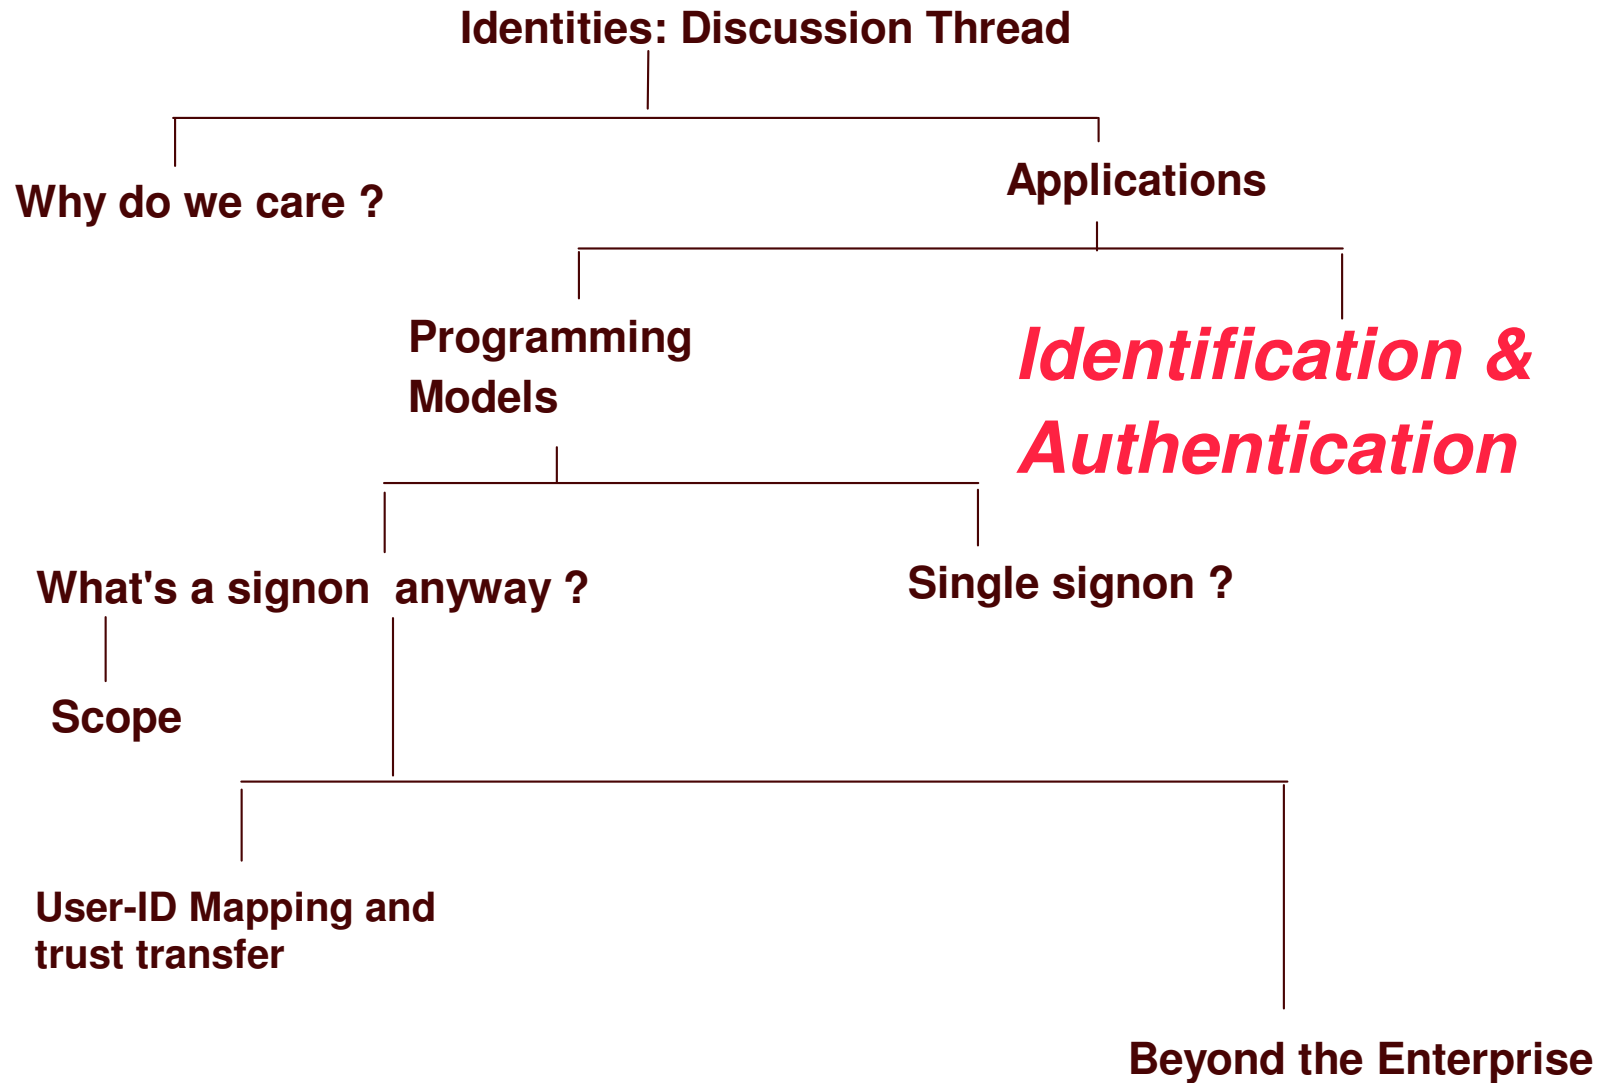 Identities: Discussion Thread
Why do we care ?
Applications
Programming
Models
Identification &
Authentication
What's a signon  anyway ?
Single signon ?
Scope
User-ID Mapping and
trust transfer
Beyond the Enterprise